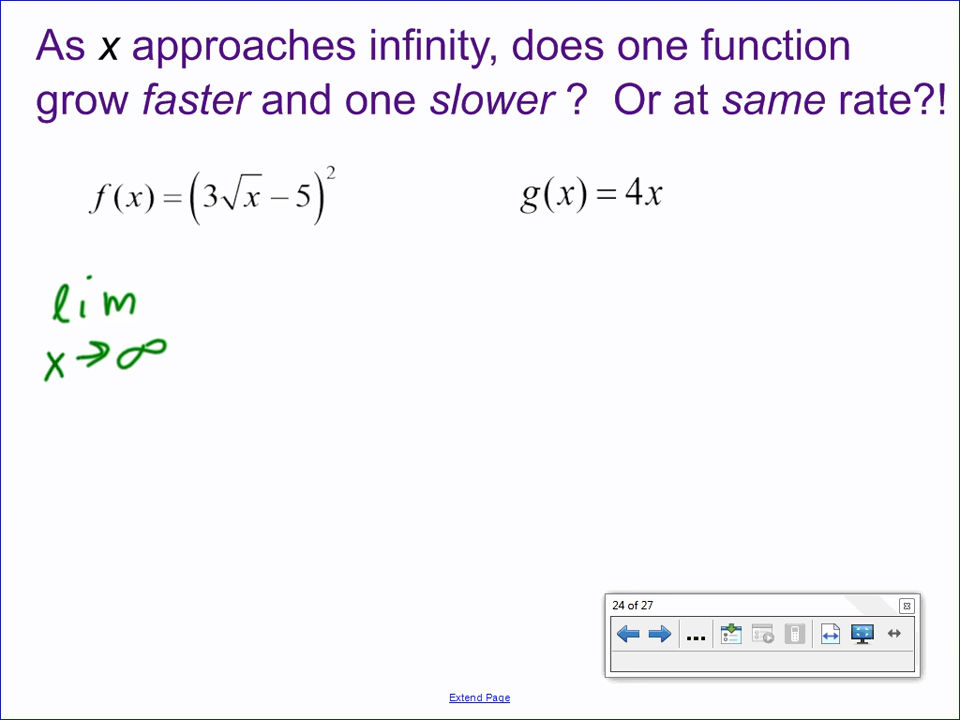 As x approaches infinity, does one function
grow faster and one slower ? Or at same rate?!
f(x) = (3√x − 5)²
g(x) = 4x
lim
x → ∞
24 of 27
...
Extend Page